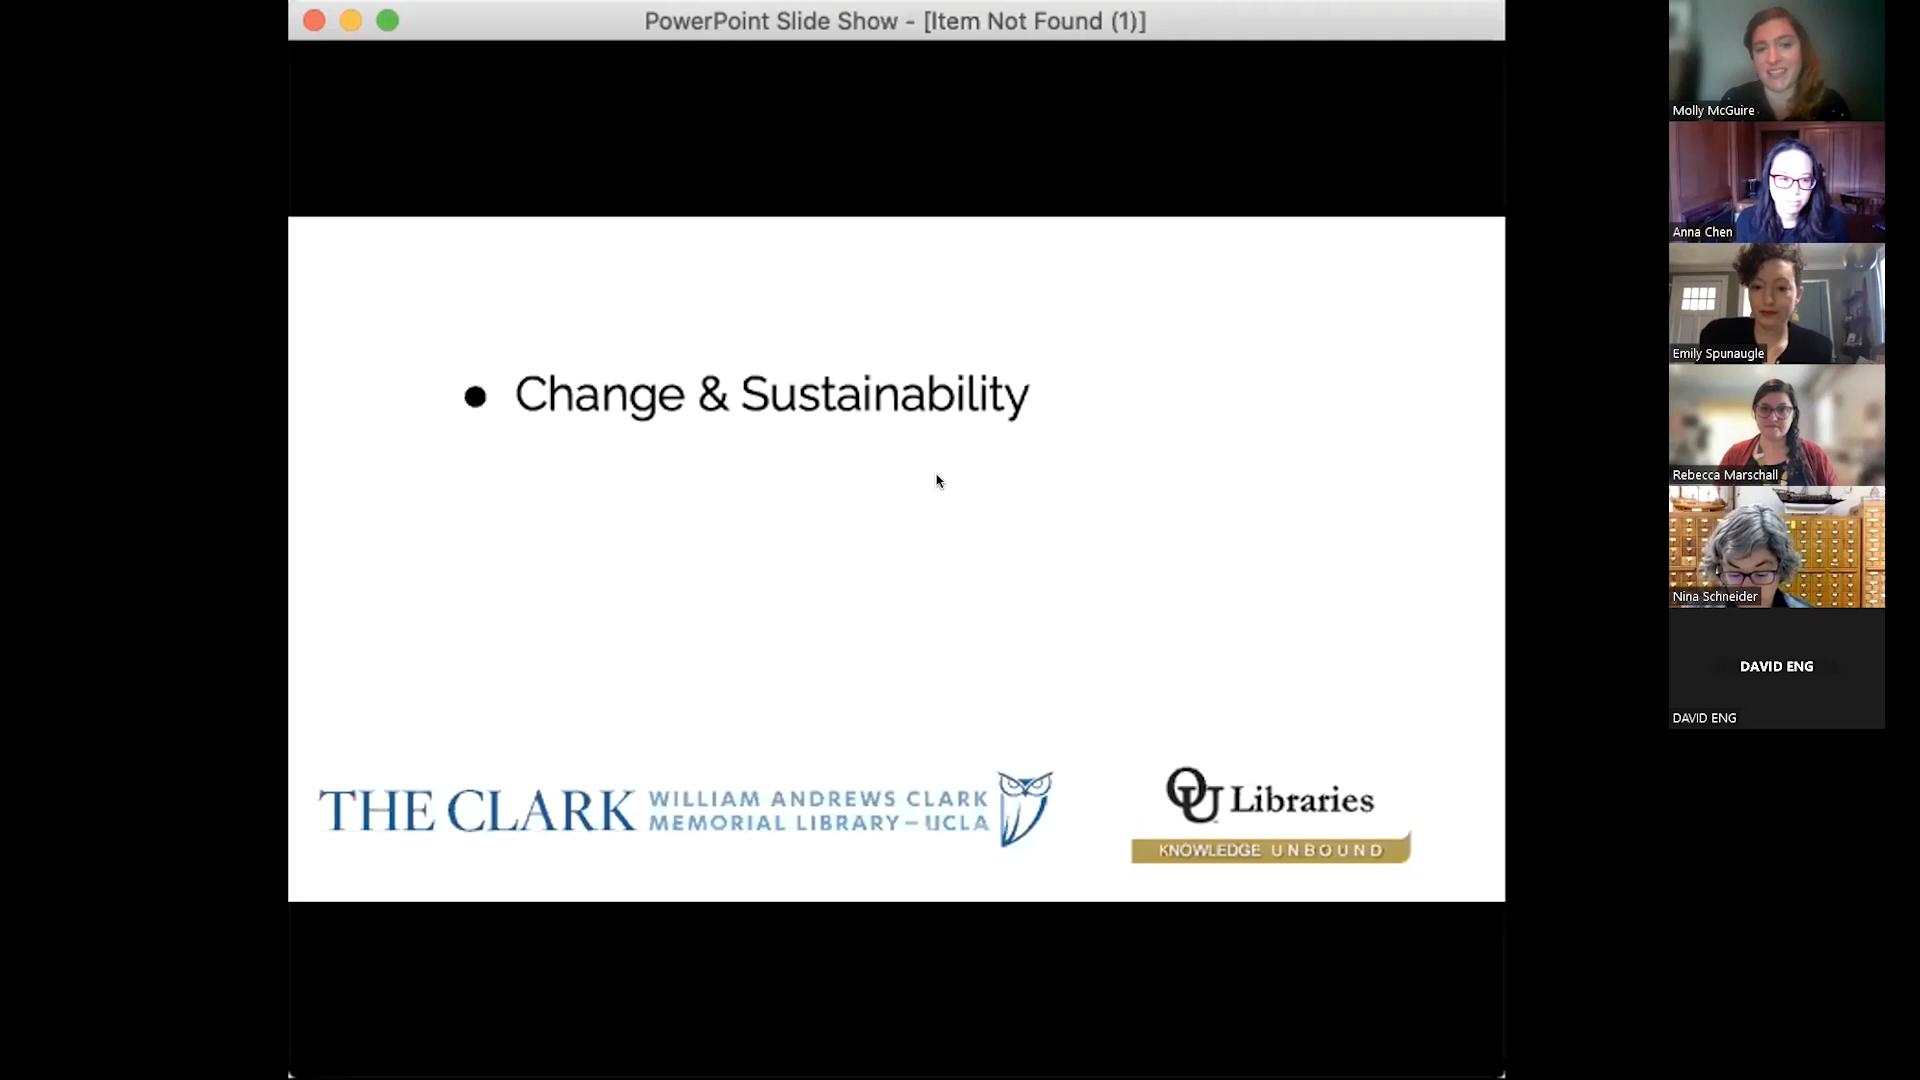 PowerPoint Slide Show - [Item Not Found (1)]
● Change & Sustainability
THE CLARK
WILLIAM ANDREWS CLARK
MEMORIAL LIBRARY – UCLA
OU Libraries
KNOWLEDGE UNBOUND
Molly McGuire
Anna Chen
Emily Spunaugle
Rebecca Marschall
Nina Schneider
DAVID ENG
DAVID ENG